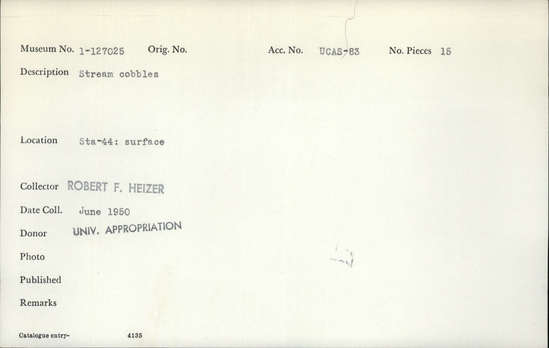 Museum No. 1-127025 Orig. No. Acc. No. UCAS-83 No. Pieces 15
Description Stream cobbles
Location Sta-44: surface
Collector ROBERT F. HEIZER
Date Coll. June 1950
Donor UNIV. APPROPRIATION
Photo
Published
Remarks
Catalogue entry- 4135